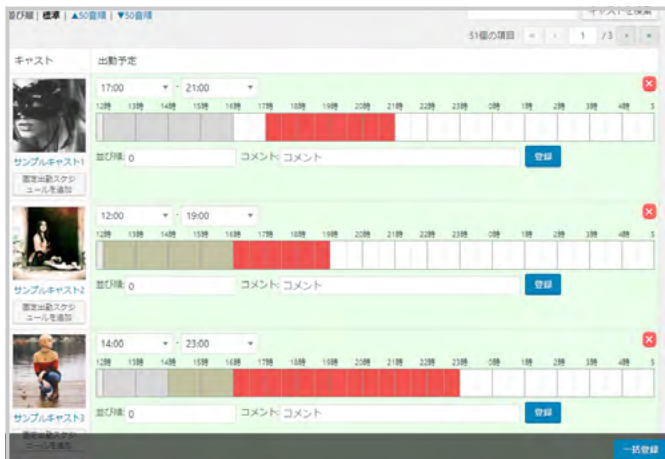 並び順 | 標準 | ▲50音順 | ▼50音順
キャストを検索
51個の項目 « ‹ 1 / 3 › »
キャスト 出勤予定
17:00 - 21:00
12時 13時 14時 15時 16時 17時 18時 19時 20時 21時 22時 23時 0時 1時 2時 3時 4時 5
並び順: 0 コメント: コメント 登録
サンプルキャスト1
固定出勤スケジ
ュールを追加
12:00 - 19:00
12時 13時 14時 15時 16時 17時 18時 19時 20時 21時 22時 23時 0時 1時 2時 3時 4時 5
並び順: 0 コメント: コメント 登録
サンプルキャスト2
固定出勤スケジ
ュールを追加
14:00 - 23:00
12時 13時 14時 15時 16時 17時 18時 19時 20時 21時 22時 23時 0時 1時 2時 3時 4時 5
並び順: 0 コメント: コメント 登録
サンプルキャスト3
固定出勤スケジ
ュールを追加
一括登録